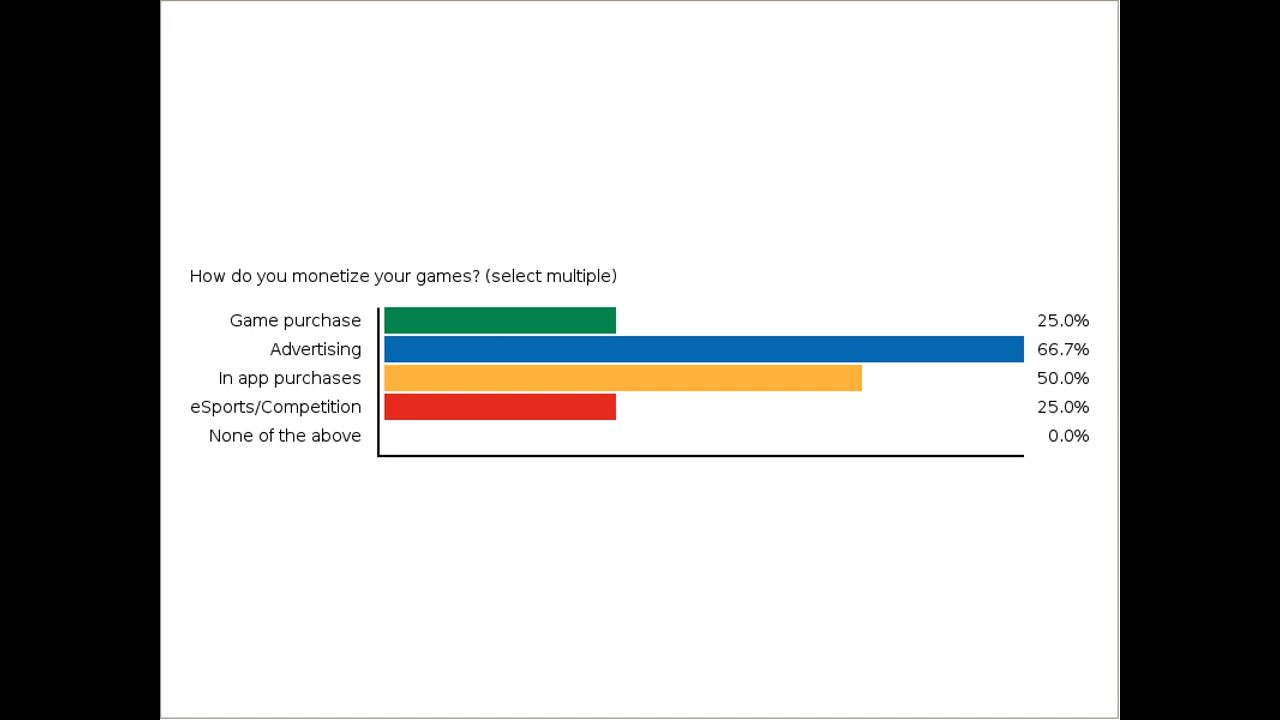 How do you monetize your games? (select multiple)
Game purchase 25.0%
Advertising 66.7%
In app purchases 50.0%
eSports/Competition 25.0%
None of the above 0.0%